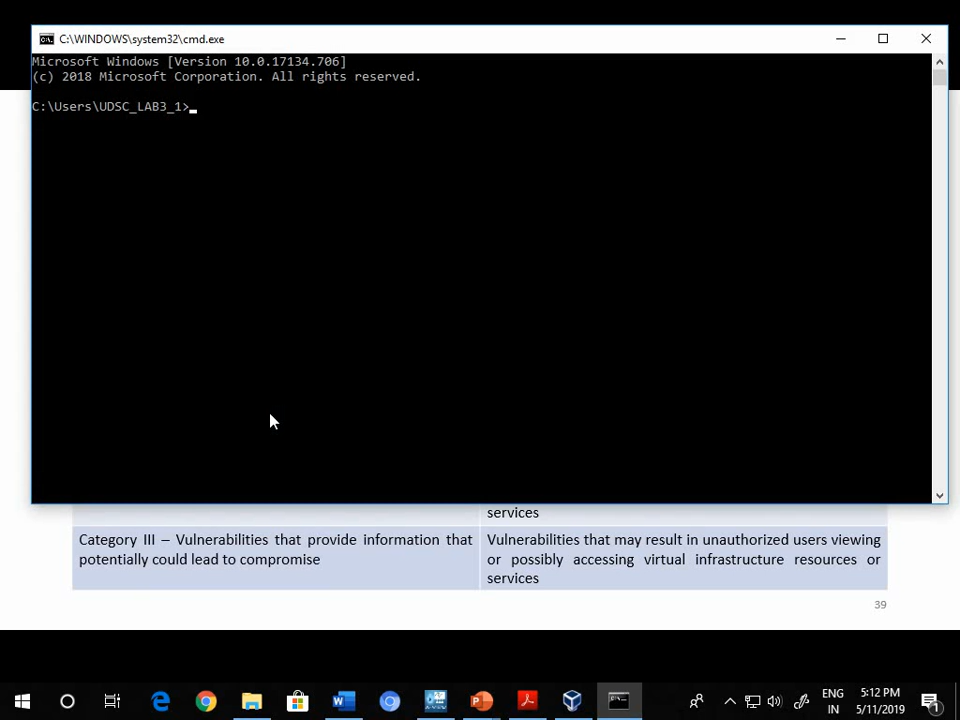 C:\WINDOWS\system32\cmd.exe
Microsoft Windows [Version 10.0.17134.706]
(c) 2018 Microsoft Corporation. All rights reserved.
C:\Users\UDSC_LAB3_1>
services
Category III – Vulnerabilities that provide information that
potentially could lead to compromise
Vulnerabilities that may result in unauthorized users viewing
or possibly accessing virtual infrastructure resources or
services
39
ENG
IN
5:12 PM
5/11/2019
1